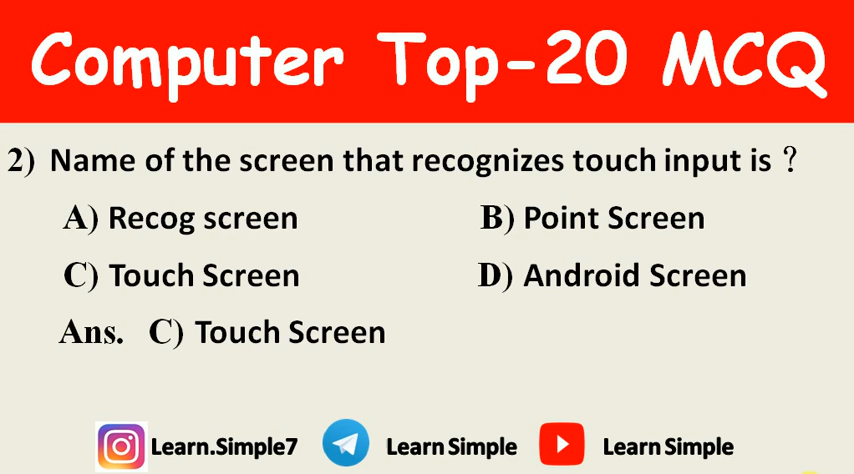 Computer Top-20 MCQ
2) Name of the screen that recognizes touch input is ?
A) Recog screen B) Point Screen
C) Touch Screen D) Android Screen
Ans. C) Touch Screen
Learn.Simple7 Learn Simple Learn Simple